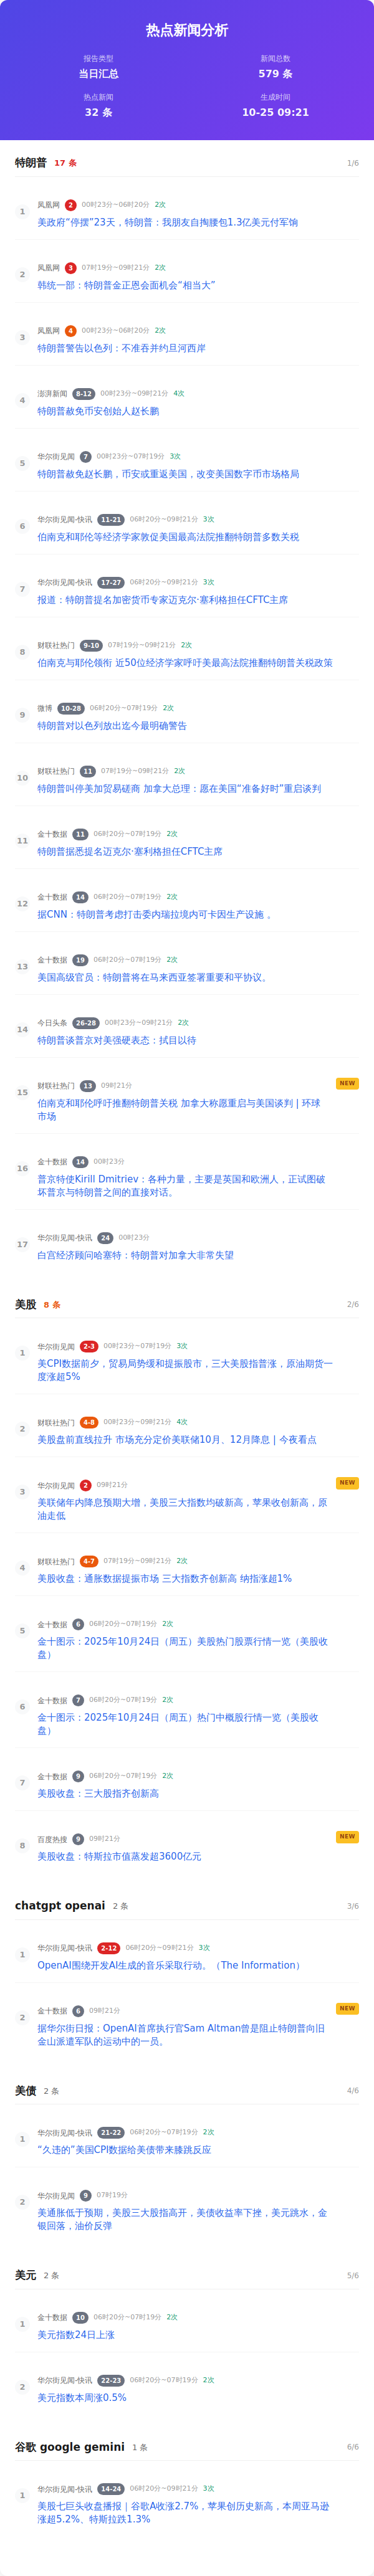 热点新闻分析
报告类型
当日汇总
新闻总数
579 条
热点新闻
32 条
生成时间
10-25 09:21
特朗普 17 条 1/6
1
凤凰网 2 00时23分~06时20分 2次
美政府“停摆”23天，特朗普：我朋友自掏腰包1.3亿美元付军饷
2
凤凰网 3 07时19分~09时21分 2次
韩统一部：特朗普金正恩会面机会“相当大”
3
凤凰网 4 00时23分~06时20分 2次
特朗普警告以色列：不准吞并约旦河西岸
4
澎湃新闻 8-12 00时23分~09时21分 4次
特朗普赦免币安创始人赵长鹏
5
华尔街见闻 7 00时23分~07时19分 3次
特朗普赦免赵长鹏，币安或重返美国，改变美国数字币市场格局
6
华尔街见闻-快讯 11-21 06时20分~09时21分 3次
伯南克和耶伦等经济学家敦促美国最高法院推翻特朗普多数关税
7
华尔街见闻-快讯 17-27 06时20分~09时21分 3次
报道：特朗普提名加密货币专家迈克尔·塞利格担任CFTC主席
8
财联社热门 9-10 07时19分~09时21分 2次
伯南克与耶伦领衔 近50位经济学家呼吁美最高法院推翻特朗普关税政策
9
微博 10-28 06时20分~07时19分 2次
特朗普对以色列放出迄今最明确警告
10
财联社热门 11 07时19分~09时21分 2次
特朗普叫停美加贸易磋商 加拿大总理：愿在美国“准备好时”重启谈判
11
金十数据 11 06时20分~07时19分 2次
特朗普据悉提名迈克尔·塞利格担任CFTC主席
12
金十数据 14 06时20分~07时19分 2次
据CNN：特朗普考虑打击委内瑞拉境内可卡因生产设施 。
13
金十数据 19 06时20分~07时19分 2次
美国高级官员：特朗普将在马来西亚签署重要和平协议。
14
今日头条 26-28 00时23分~09时21分 2次
特朗普谈普京对美强硬表态：拭目以待
15
财联社热门 13 09时21分 NEW
伯南克和耶伦呼吁推翻特朗普关税 加拿大称愿重启与美国谈判 | 环球
市场
16
金十数据 14 00时23分
普京特使Kirill Dmitriev：各种力量，主要是英国和欧洲人，正试图破
坏普京与特朗普之间的直接对话。
17
华尔街见闻-快讯 24 00时23分
白宫经济顾问哈塞特：特朗普对加拿大非常失望
美股 8 条 2/6
1
华尔街见闻 2-3 00时23分~07时19分 3次
美CPI数据前夕，贸易局势缓和提振股市，三大美股指普涨，原油期货一
度涨超5%
2
财联社热门 4-8 00时23分~09时21分 4次
美股盘前直线拉升 市场充分定价美联储10月、12月降息 | 今夜看点
3
华尔街见闻 2 09时21分 NEW
美联储年内降息预期大增，美股三大指数均破新高，苹果收创新高，原
油走低
4
财联社热门 4-7 07时19分~09时21分 2次
美股收盘：通胀数据提振市场 三大指数齐创新高 纳指涨超1%
5
金十数据 6 06时20分~07时19分 2次
金十图示：2025年10月24日（周五）美股热门股票行情一览（美股收
盘）
6
金十数据 7 06时20分~07时19分 2次
金十图示：2025年10月24日（周五）热门中概股行情一览（美股收
盘）
7
金十数据 9 06时20分~07时19分 2次
美股收盘：三大股指齐创新高
8
百度热搜 9 09时21分 NEW
美股收盘：特斯拉市值蒸发超3600亿元
chatgpt openai 2 条 3/6
1
华尔街见闻-快讯 2-12 06时20分~09时21分 3次
OpenAI围绕开发AI生成的音乐采取行动。（The Information）
2
金十数据 6 09时21分 NEW
据华尔街日报：OpenAI首席执行官Sam Altman曾是阻止特朗普向旧
金山派遣军队的运动中的一员。
美债 2 条 4/6
1
华尔街见闻-快讯 21-22 06时20分~07时19分 2次
“久违的”美国CPI数据给美债带来膝跳反应
2
华尔街见闻 9 07时19分
美通胀低于预期，美股三大股指高开，美债收益率下挫，美元跳水，金
银回落，油价反弹
美元 2 条 5/6
1
金十数据 10 06时20分~07时19分 2次
美元指数24日上涨
2
华尔街见闻-快讯 22-23 06时20分~07时19分 2次
美元指数本周涨0.5%
谷歌 google gemini 1 条 6/6
1
华尔街见闻-快讯 14-24 06时20分~09时21分 3次
美股七巨头收盘播报｜谷歌A收涨2.7%，苹果创历史新高，本周亚马逊
涨超5.2%、特斯拉跌1.3%